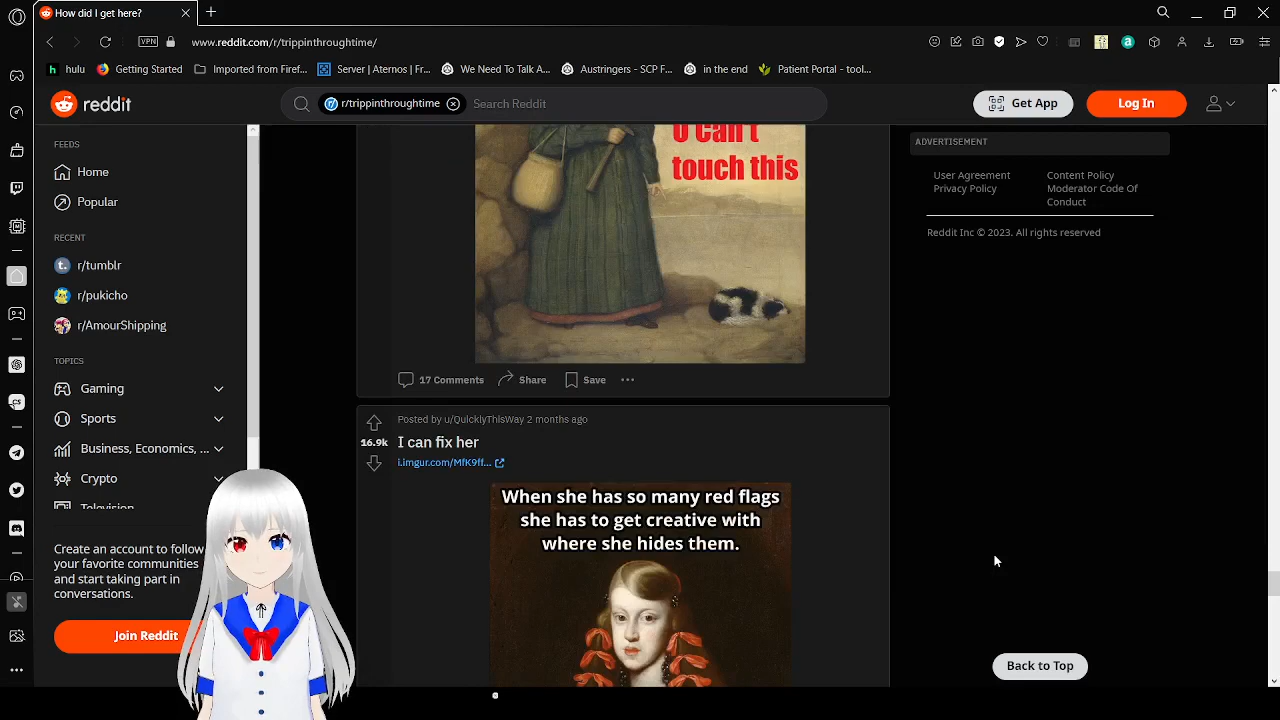 How did I get here?
VPN
www.reddit.com/r/trippinthroughtime/
hulu
Getting Started
Imported from Firef...
Server | Aternos | Fr...
We Need To Talk A...
Austringers - SCP F...
in the end
Patient Portal - tool...
reddit
r/trippinthroughtime
Search Reddit
Get App
Log In
FEEDS
Home
Popular
RECENT
r/tumblr
r/pukicho
r/AmourShipping
TOPICS
Gaming
Sports
Business, Economics, ...
Crypto
Television
Create an account to follow
your favorite communities
and start taking part in
conversations.
Join Reddit
U can't
touch this
17 Comments
Share
Save
Posted by u/QuicklyThisWay 2 months ago
16.9k
I can fix her
i.imgur.com/MfK9ff...
When she has so many red flags
she has to get creative with
where she hides them.
ADVERTISEMENT
User Agreement
Privacy Policy
Content Policy
Moderator Code Of
Conduct
Reddit Inc © 2023. All rights reserved
Back to Top